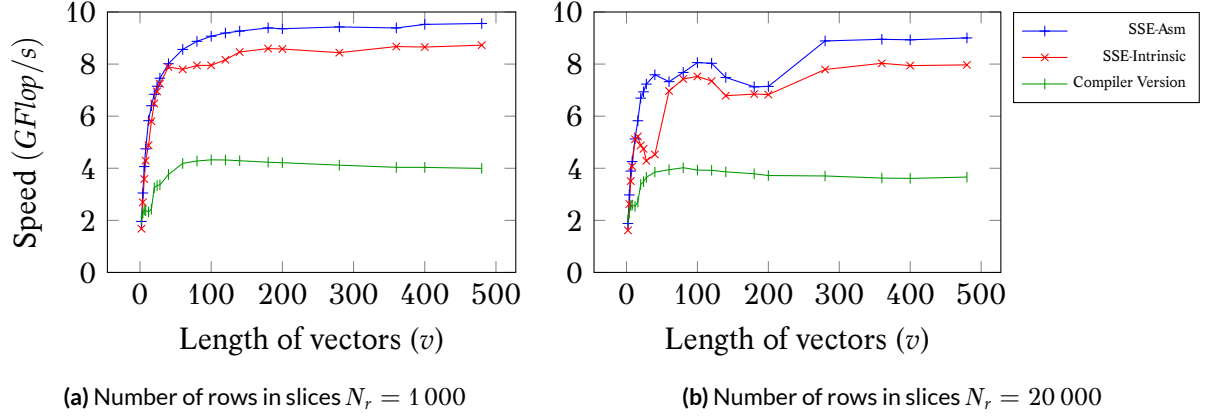 10
8
6
4
2
0
Speed (GFlop/s)
0 100 200 300 400 500
Length of vectors (v)
(a) Number of rows in slices N_r = 1 000
10
8
6
4
2
0
0 100 200 300 400 500
Length of vectors (v)
(b) Number of rows in slices N_r = 20 000
SSE-Asm
SSE-Intrinsic
Compiler Version